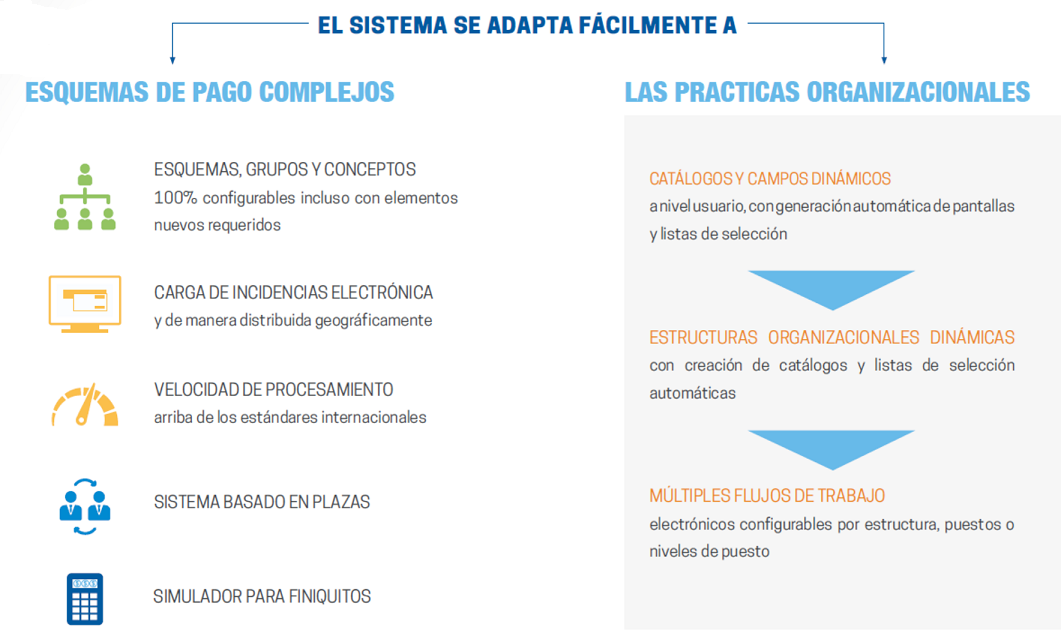 EL SISTEMA SE ADAPTA FÁCILMENTE A
ESQUEMAS DE PAGO COMPLEJOS
ESQUEMAS, GRUPOS Y CONCEPTOS
100% configurables incluso con elementos
nuevos requeridos
CARGA DE INCIDENCIAS ELECTRÓNICA
y de manera distribuida geográficamente
VELOCIDAD DE PROCESAMIENTO
arriba de los estándares internacionales
SISTEMA BASADO EN PLAZAS
SIMULADOR PARA FINIQUITOS
LAS PRACTICAS ORGANIZACIONALES
CATÁLOGOS Y CAMPOS DINÁMICOS
a nivel usuario, con generación automática de pantallas
y listas de selección
ESTRUCTURAS ORGANIZACIONALES DINÁMICAS
con creación de catálogos y listas de selección
automáticas
MÚLTIPLES FLUJOS DE TRABAJO
electrónicos configurables por estructura, puestos o
niveles de puesto